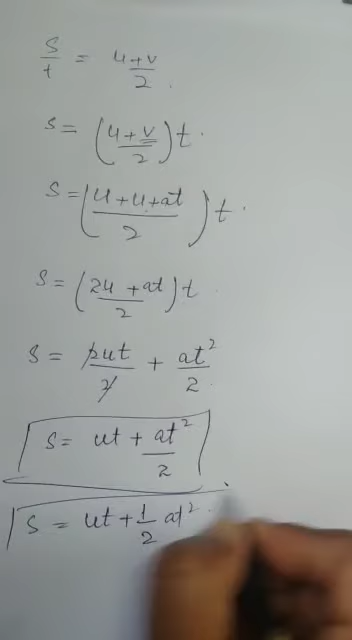 s/t = u+v/2.
s = (u+v/2)t.
s = (u+u+at/2)t.
s = (2u+at/2)t
s = 2ut/2 + at²/2.
s = ut + at²/2
s = ut + 1/2 at².